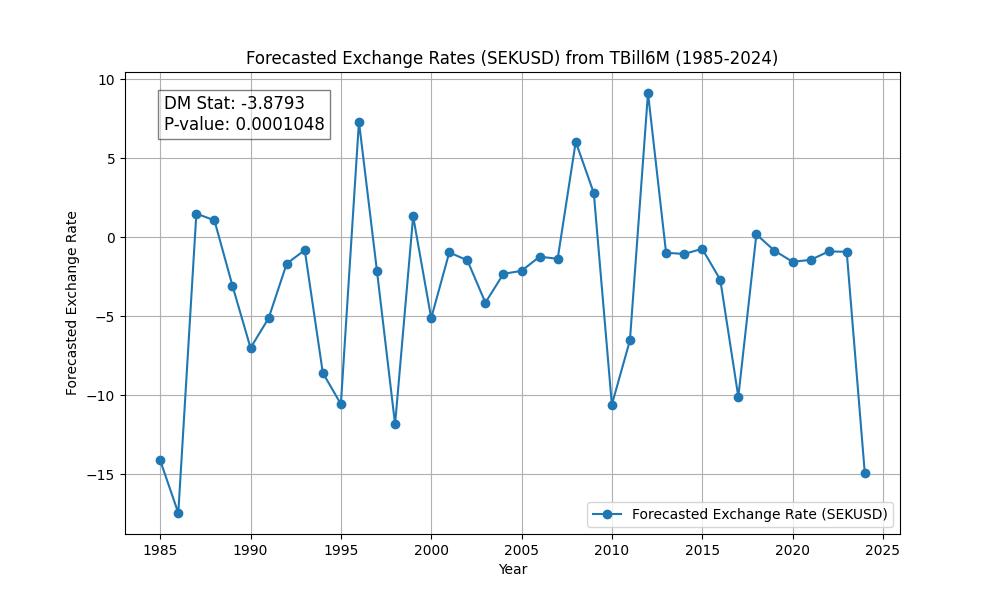 Forecasted Exchange Rates (SEKUSD) from TBill6M (1985-2024)
DM Stat: -3.8793
P-value: 0.0001048
Forecasted Exchange Rate
10
5
0
−5
−10
−15
Forecasted Exchange Rate (SEKUSD)
1985 1990 1995 2000 2005 2010 2015 2020 2025
Year